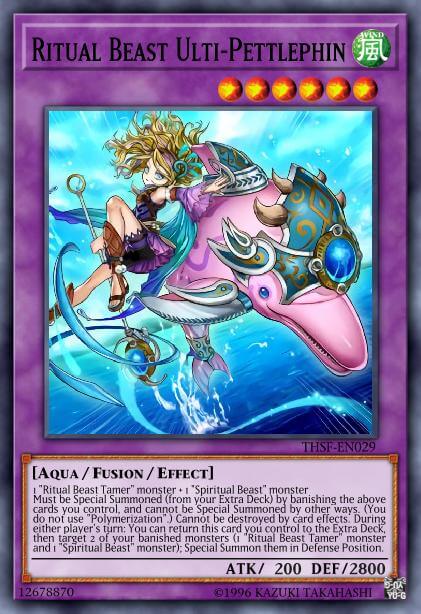 RITUAL BEAST ULTI-PETTLEPHIN
WIND
風
THSF-EN029
[AQUA / FUSION / EFFECT]
1 "Ritual Beast Tamer" monster + 1 "Spiritual Beast" monster
Must be Special Summoned (from your Extra Deck) by banishing the above
cards you control, and cannot be Special Summoned by other ways. (You
do not use "Polymerization".) Cannot be destroyed by card effects. During
either player's turn: You can return this card you control to the Extra Deck,
then target 2 of your banished monsters (1 "Ritual Beast Tamer" monster
and 1 "Spiritual Beast" monster); Special Summon them in Defense Position.
ATK/ 200 DEF/2800
12678870
©1996 KAZUKI TAKAHASHI